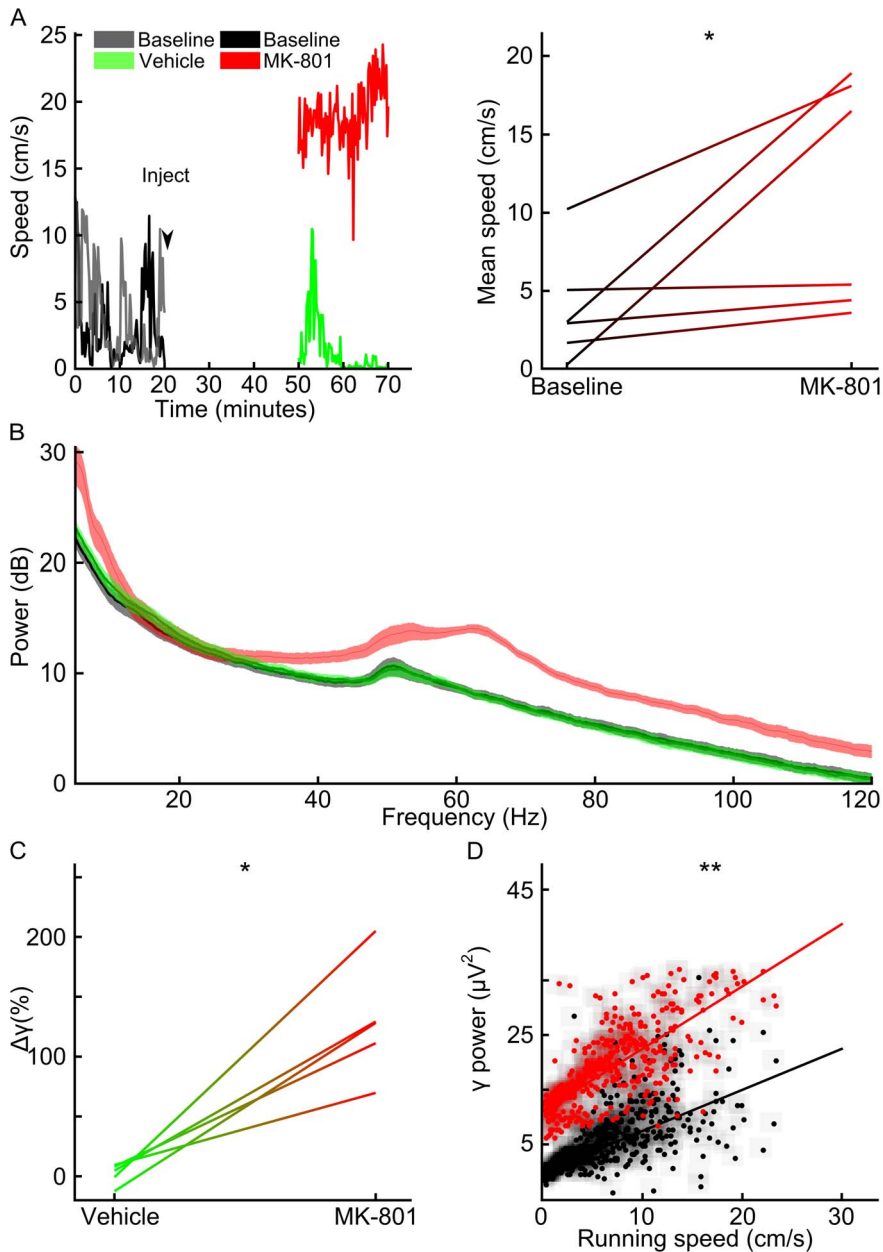 A
Baseline Baseline
Vehicle MK-801
25
20
15
10
5
0
Speed (cm/s)
Inject
0 10 20 30 40 50 60 70
Time (minutes)
*
20
15
10
5
0
Mean speed (cm/s)
Baseline MK-801
B
30
20
10
0
Power (dB)
20 40 60 80 100 120
Frequency (Hz)
C
*
200
100
0
Δγ(%)
Vehicle MK-801
D
**
45
25
5
γ power (µV²)
0 10 20 30
Running speed (cm/s)